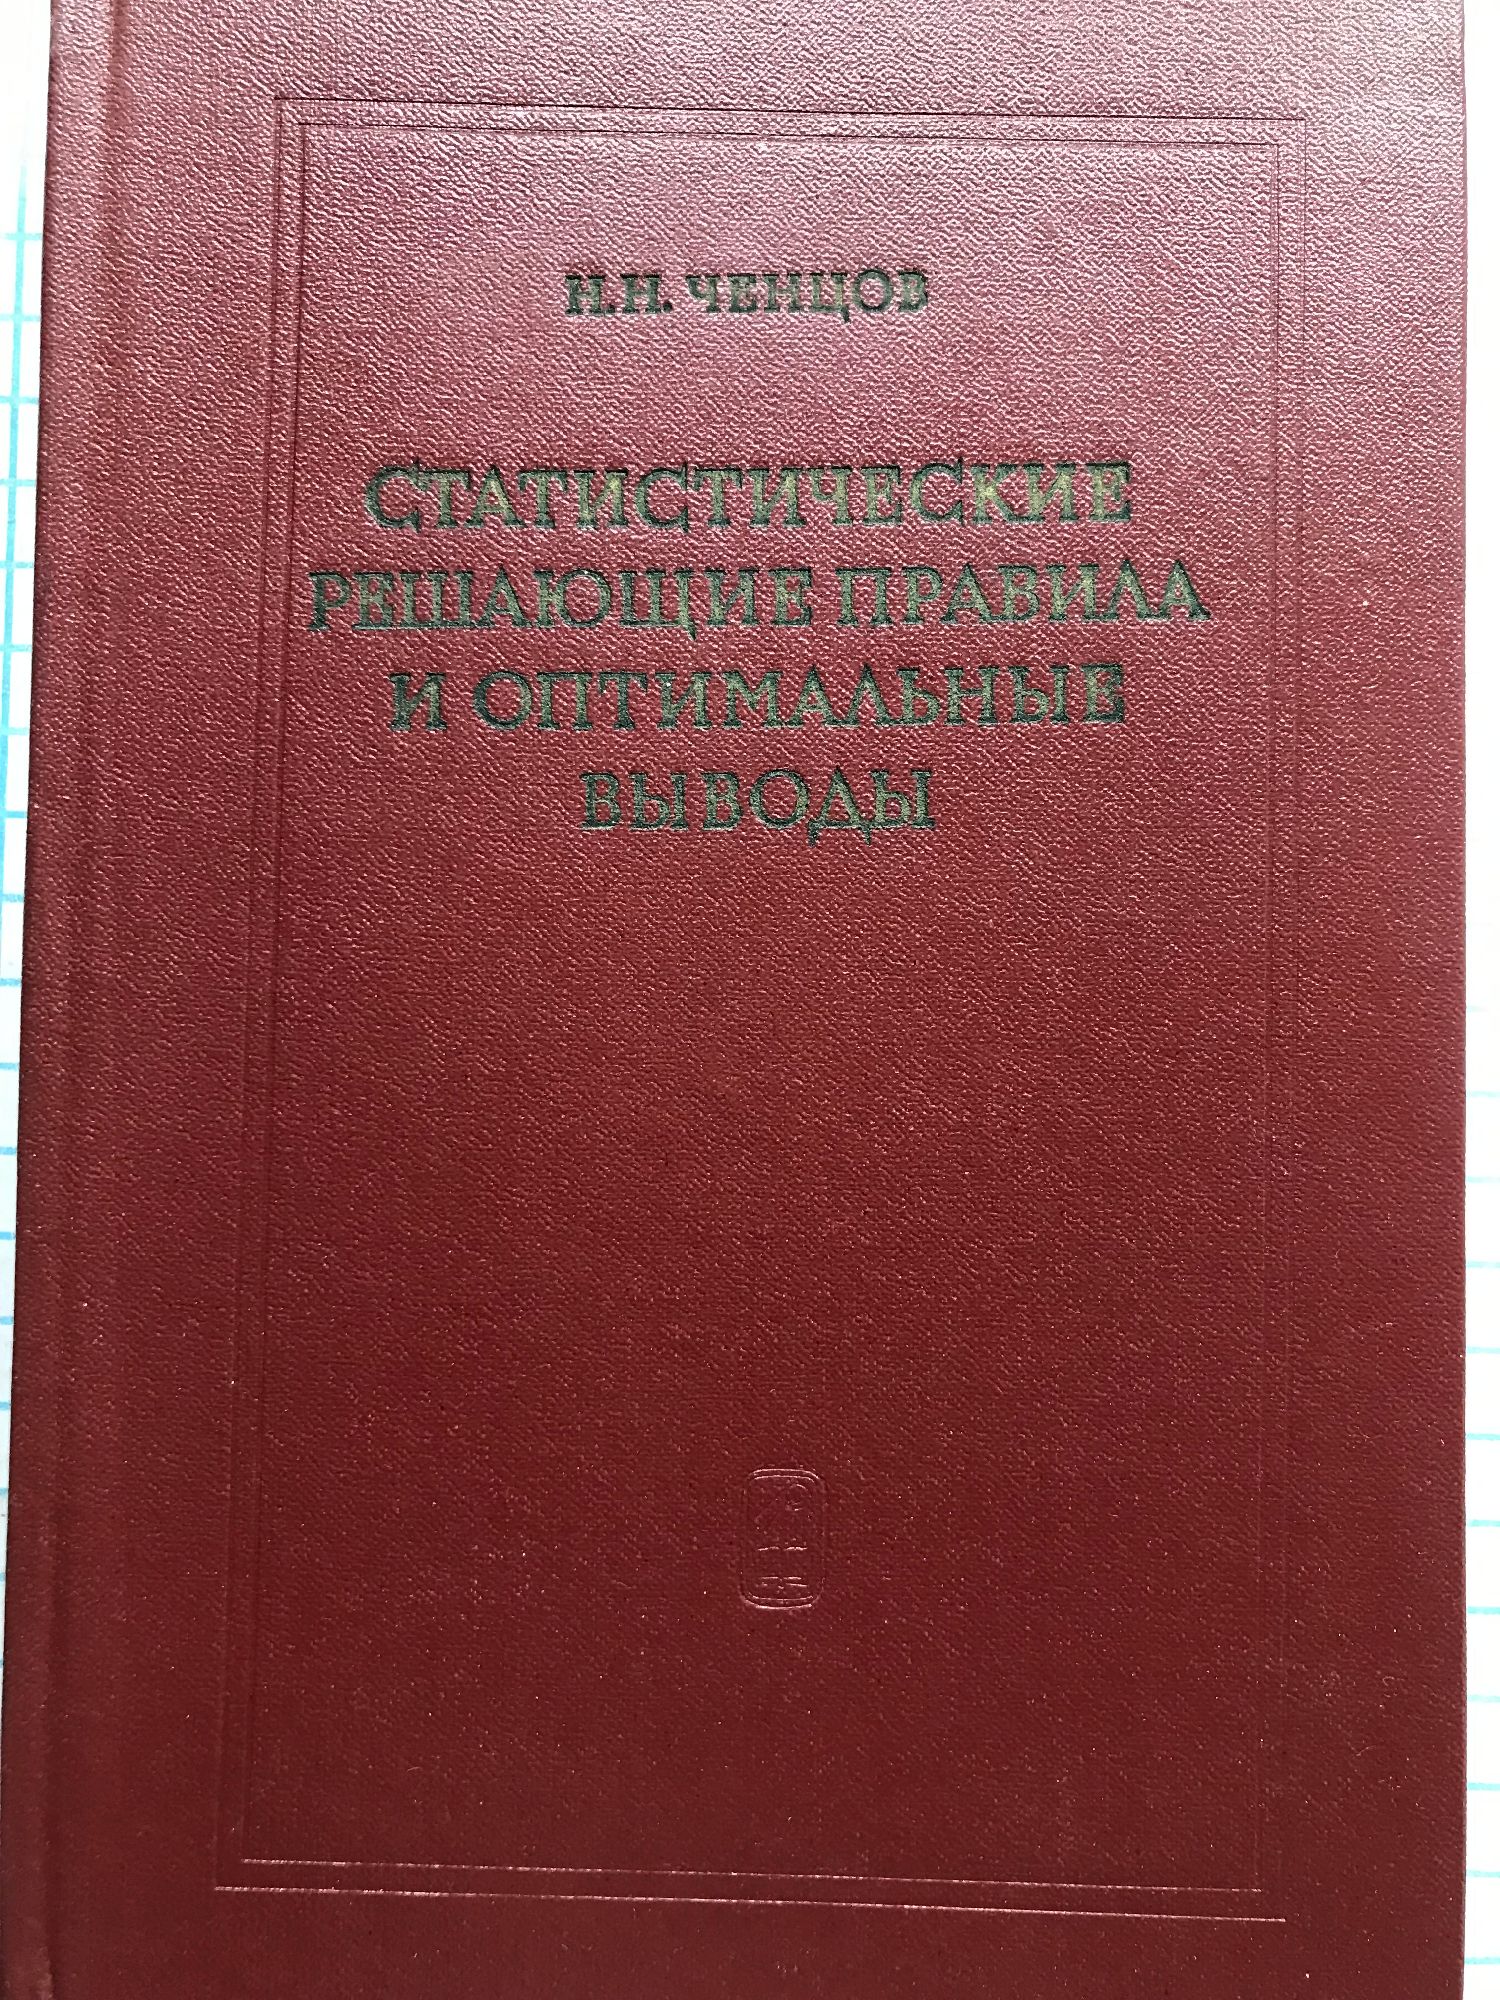 Н.Н. ЧЕНЦОВ
СТАТИСТИЧЕСКИЕ
РЕШАЮЩИЕ ПРАВИЛА
И ОПТИМАЛЬНЫЕ
ВЫВОДЫ